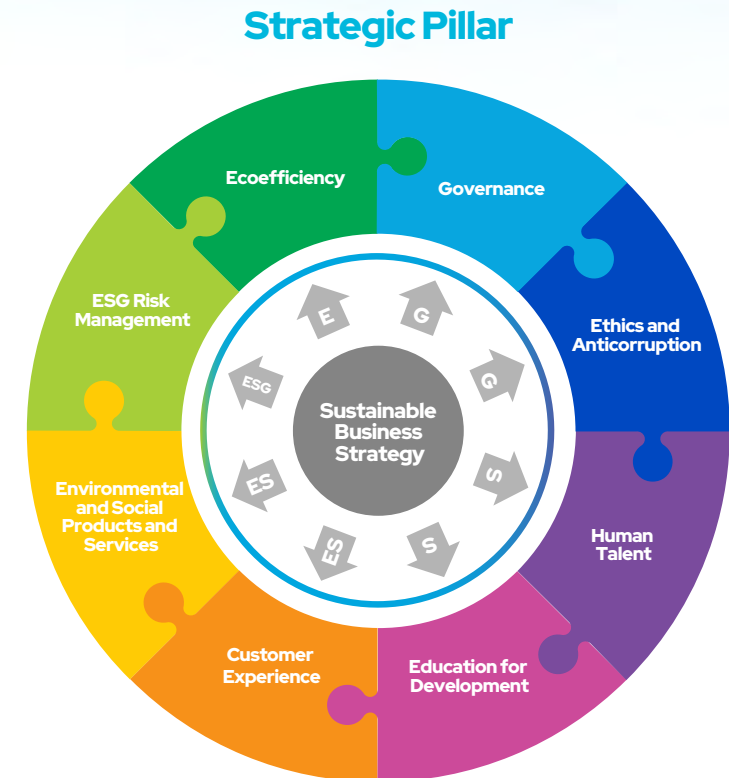 Strategic Pillar
Ecoefficiency
Governance
ESG Risk
Management
Ethics and
Anticorruption
E
G
ESG
G
Sustainable
Business
Strategy
ES
S
ES
S
Environmental
and Social
Products and
Services
Human
Talent
Customer
Experience
Education for
Development